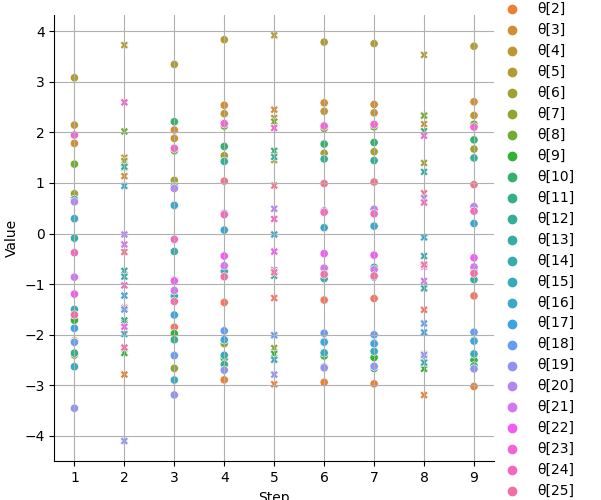 4
3
2
1
0
−1
−2
−3
−4
Value
1 2 3 4 5 6 7 8 9
Step
θ[2]
θ[3]
θ[4]
θ[5]
θ[6]
θ[7]
θ[8]
θ[9]
θ[10]
θ[11]
θ[12]
θ[13]
θ[14]
θ[15]
θ[16]
θ[17]
θ[18]
θ[19]
θ[20]
θ[21]
θ[22]
θ[23]
θ[24]
θ[25]